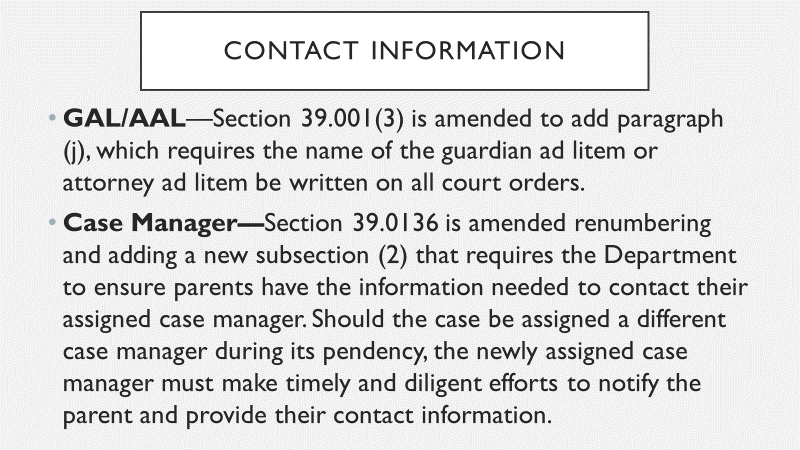 CONTACT INFORMATION
• GAL/AAL—Section 39.001(3) is amended to add paragraph
(j), which requires the name of the guardian ad litem or
attorney ad litem be written on all court orders.
• Case Manager—Section 39.0136 is amended renumbering
and adding a new subsection (2) that requires the Department
to ensure parents have the information needed to contact their
assigned case manager. Should the case be assigned a different
case manager during its pendency, the newly assigned case
manager must make timely and diligent efforts to notify the
parent and provide their contact information.